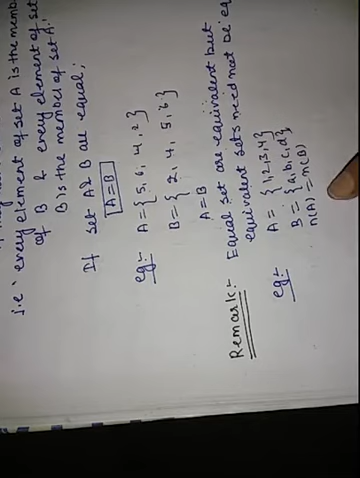 i.e. every element of set A is the memb
of B & every element of set
B is the member of set A.
If set A & B are equal;
A=B
eg:- A = {5, 6, 4, 2}
B = {2, 4, 5, 6}
A=B
Remark:- Equal set are equivalent but
equivalent sets need not be eq
eg:- A = {1,2,3,4}
B = {a,b,c,d}
n(A) = n(B)